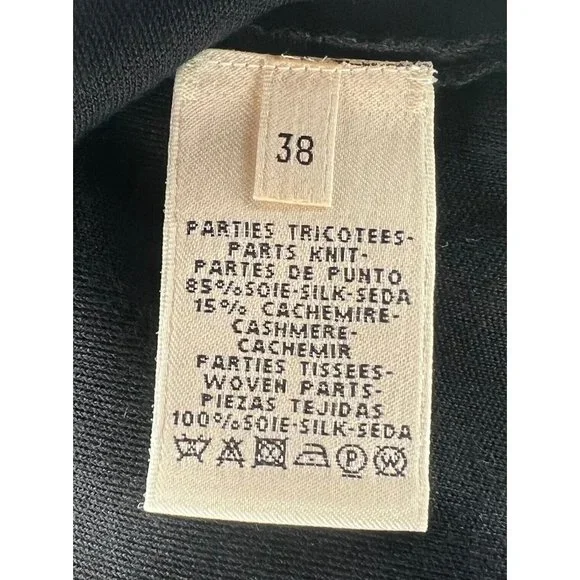 38
PARTIES TRICOTEES-
PARTS KNIT-
PARTES DE PUNTO
85%SOIE-SILK-SEDA
15% CACHEMIRE-
CASHMERE-
CACHEMIR
PARTIES TISSEES-
WOVEN PARTS-
PIEZAS TEJIDAS
100%SOIE-SILK-SEDA
P W